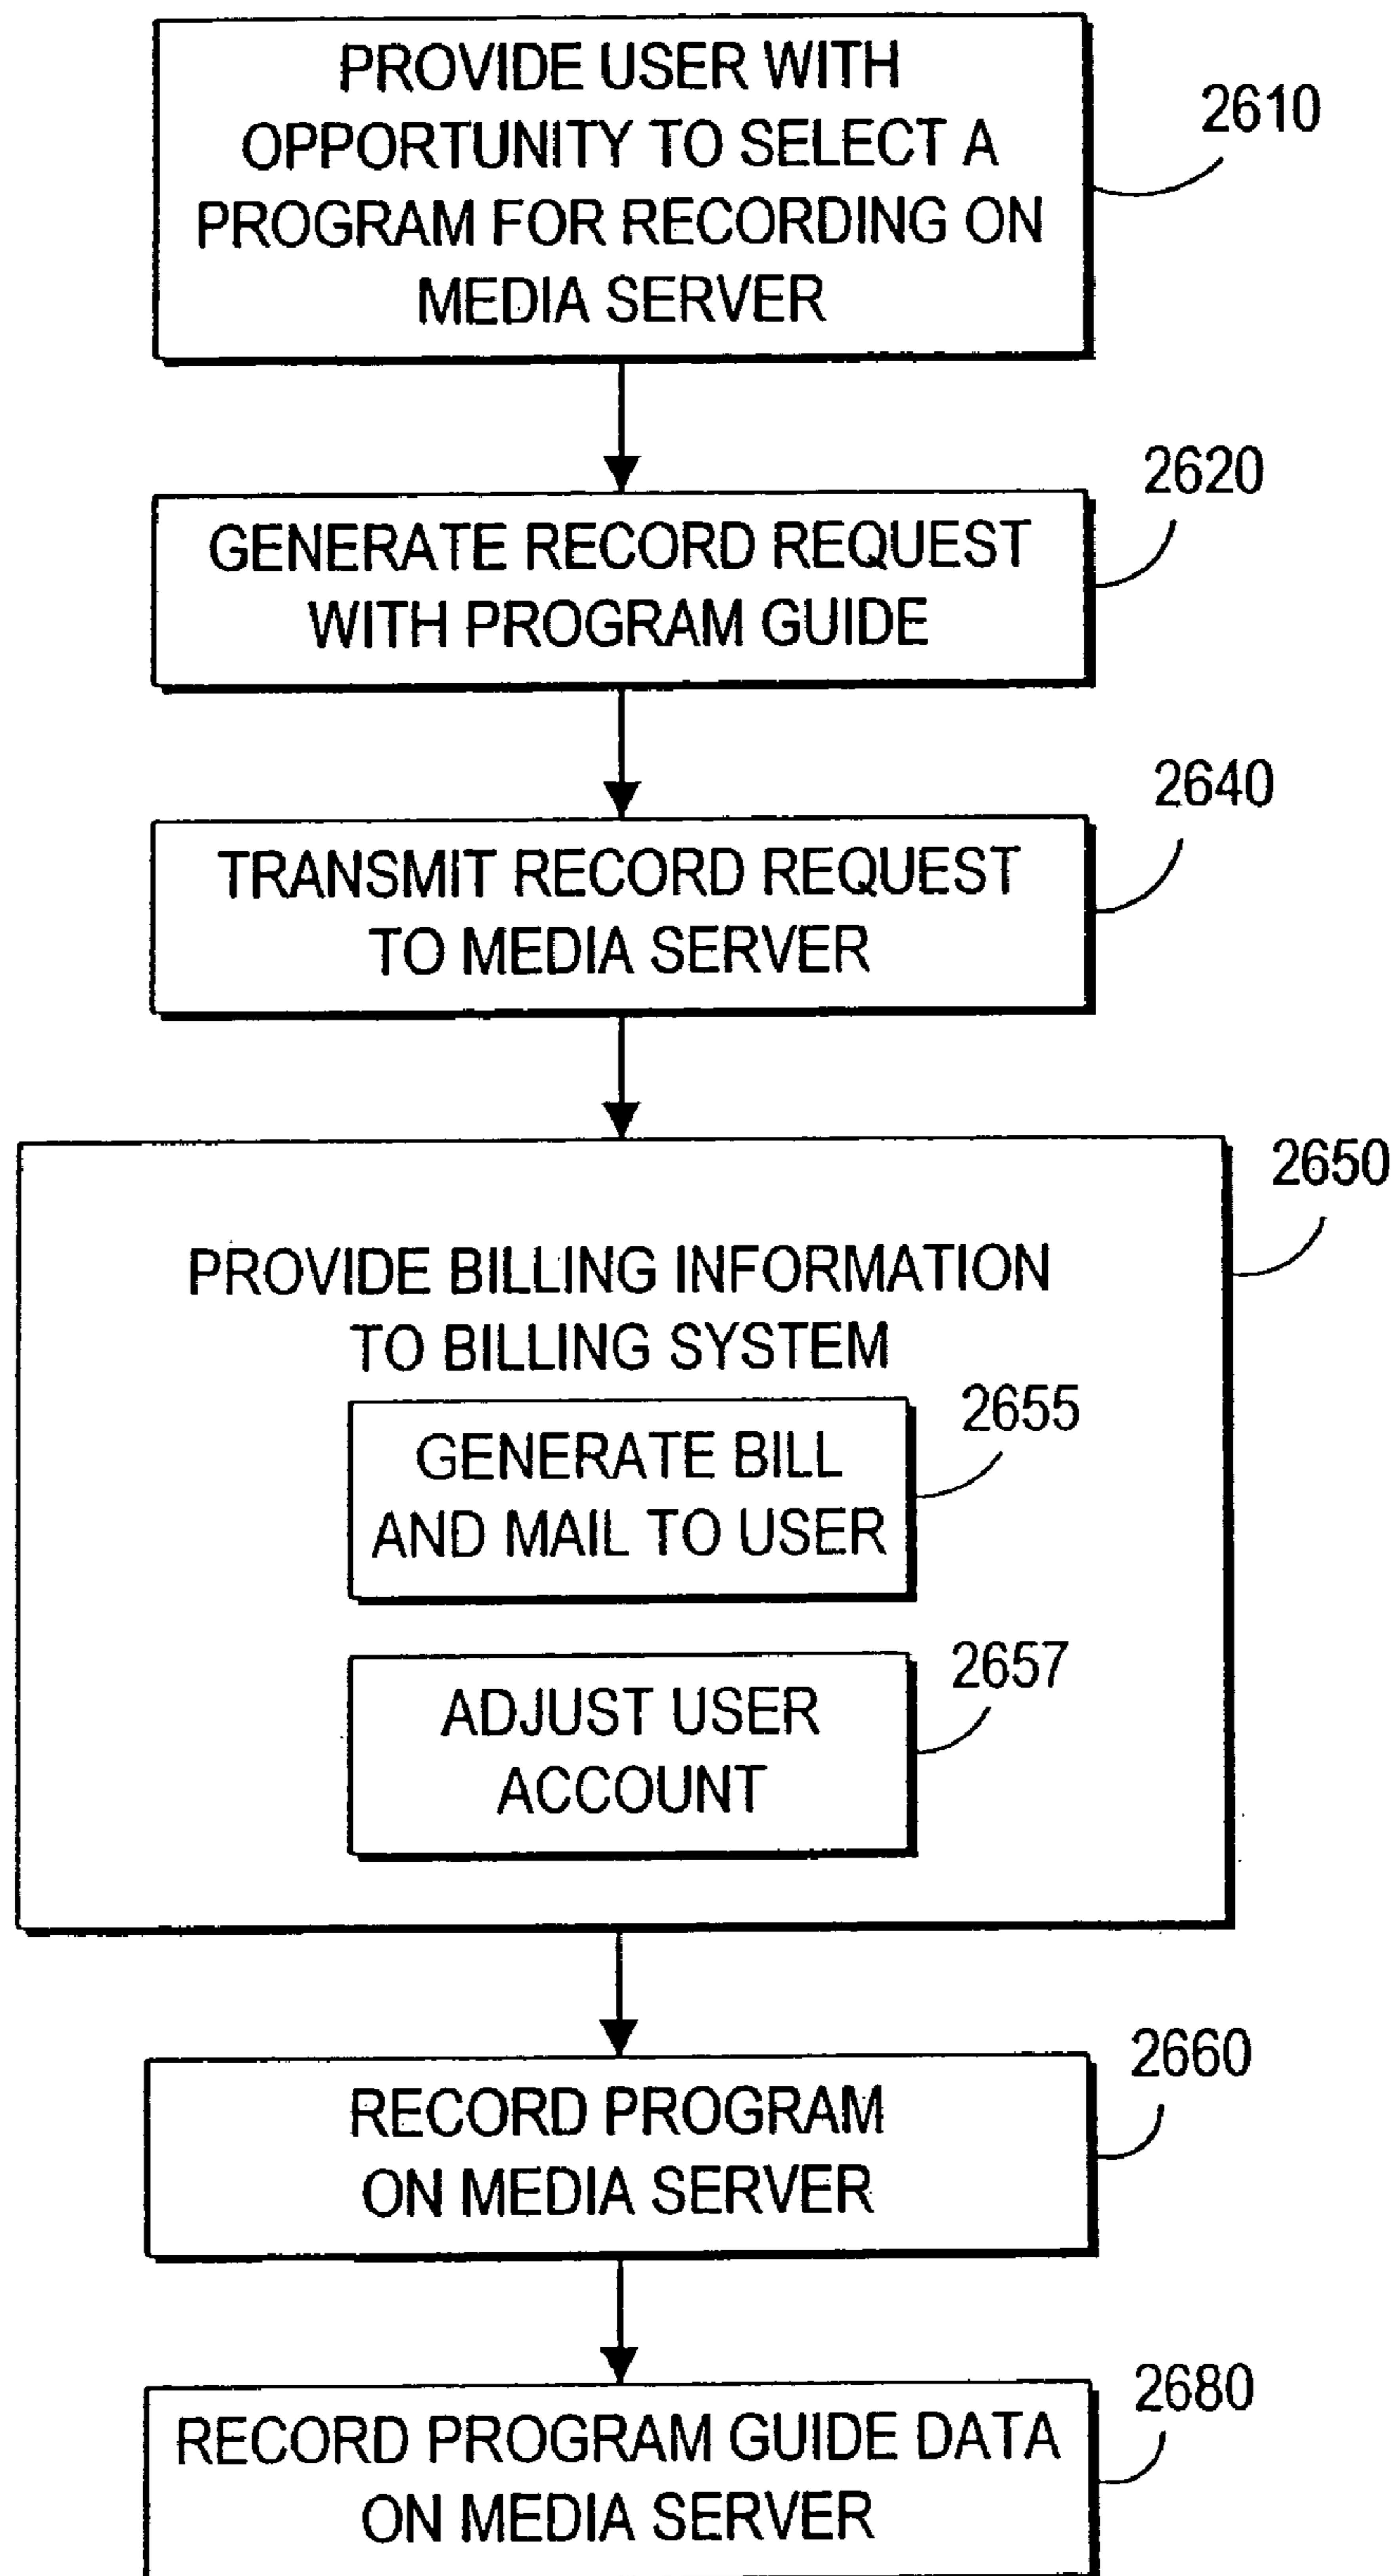 PROVIDE USER WITH
OPPORTUNITY TO SELECT A
PROGRAM FOR RECORDING ON
MEDIA SERVER
2610
GENERATE RECORD REQUEST
WITH PROGRAM GUIDE
2620
TRANSMIT RECORD REQUEST
TO MEDIA SERVER
2640
PROVIDE BILLING INFORMATION
TO BILLING SYSTEM
2650
GENERATE BILL
AND MAIL TO USER
2655
ADJUST USER
ACCOUNT
2657
RECORD PROGRAM
ON MEDIA SERVER
2660
RECORD PROGRAM GUIDE DATA
ON MEDIA SERVER
2680